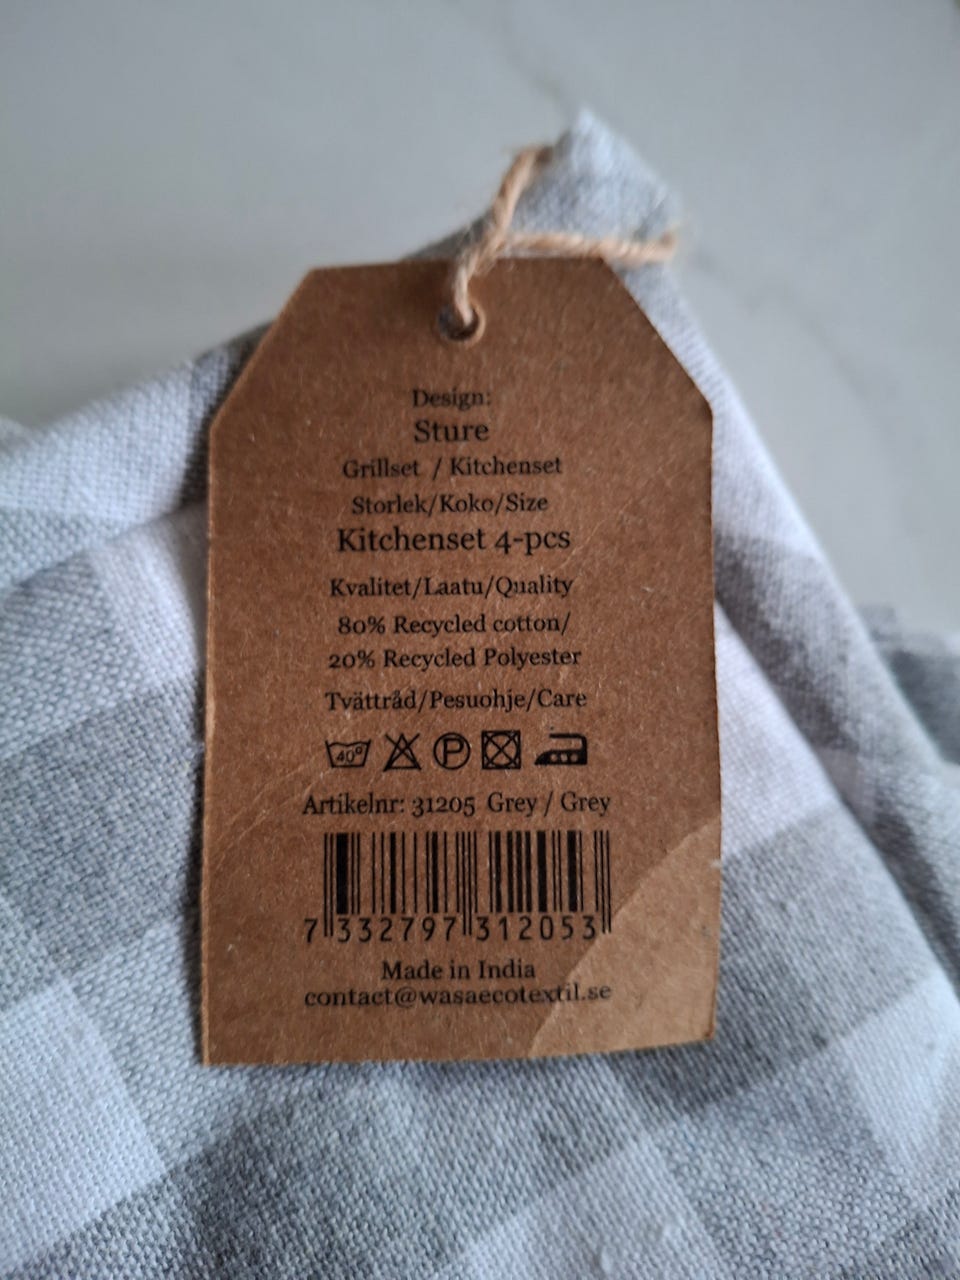 Design:
Sture
Grillset / Kitchenset
Storlek/Koko/Size
Kitchenset 4-pcs
Kvalitet/Laatu/Quality
80% Recycled cotton/
20% Recycled Polyester
Tvättråd/Pesuohje/Care
40° P
Artikelnr: 31205 Grey / Grey
7 332797 312053
Made in India
contact@wasaecotextil.se